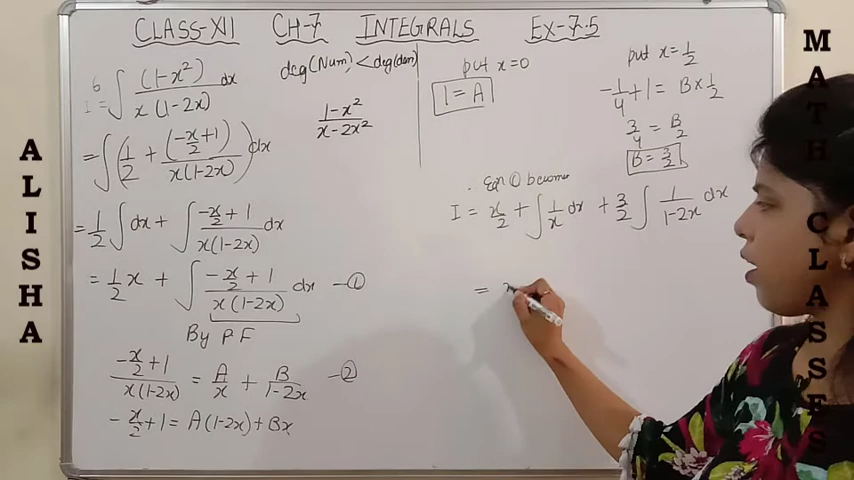 CLASS-XII CH-7 INTEGRALS EX-7.5
6
I = ∫ (1-x²) / x(1-2x) dx
= ∫ (1/2 + (-x/2 + 1) / x(1-2x)) dx
= 1/2 ∫ dx + ∫ (-x/2 + 1) / x(1-2x) dx
= 1/2 x + ∫ (-x/2 + 1) / x(1-2x) dx —①
By PF
(-x/2 + 1) / x(1-2x) = A/x + B/(1-2x) —②
-x/2 + 1 = A(1-2x) + Bx
deg(Num) < deg(den)
1-x² / x-2x²
put x=0
1 = A
put x = 1/2
-1/4 + 1 = B × 1/2
3/4 = B/2
B = 3/2
Eqn ① becomes
I = x/2 + ∫ 1/x dx + 3/2 ∫ 1/(1-2x) dx
= x
ALISHA
MATH CLASSES